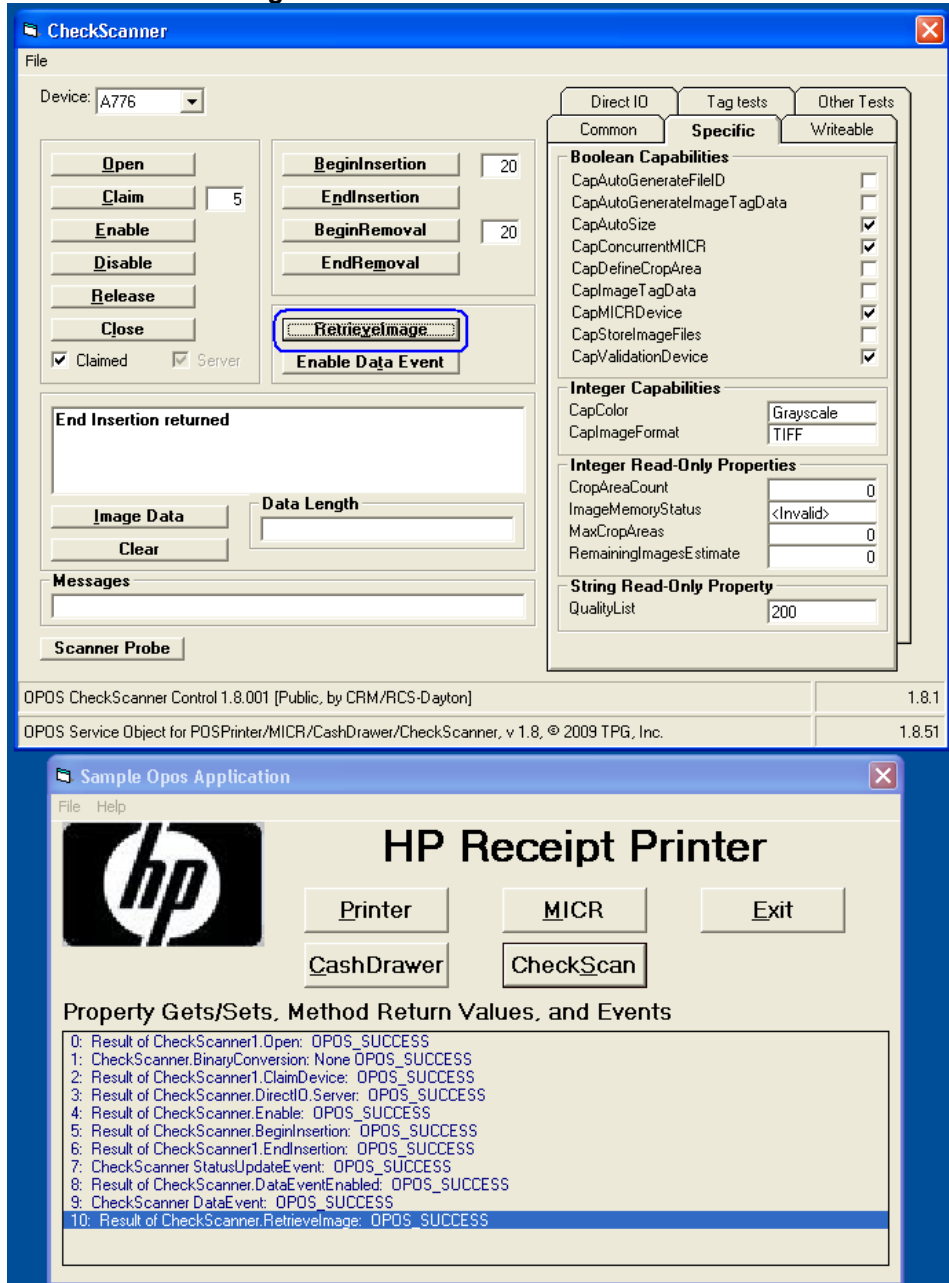 CheckScanner
File
Device: A776
Direct IO Tag tests Other Tests
Common Specific Writeable
Open
Claim 5
Enable
Disable
Release
Close
Claimed Server
BeginInsertion 20
EndInsertion
BeginRemoval 20
EndRemoval
RetrieveImage
Enable Data Event
End Insertion returned
Image Data
Clear
Data Length
Messages
Scanner Probe
Boolean Capabilities
CapAutoGenerateFileID
CapAutoGenerateImageTagData
CapAutoSize
CapConcurrentMICR
CapDefineCropArea
CapImageTagData
CapMICRDevice
CapStoreImageFiles
CapValidationDevice
Integer Capabilities
CapColor Grayscale
CapImageFormat TIFF
Integer Read-Only Properties
CropAreaCount 0
ImageMemoryStatus <Invalid>
MaxCropAreas 0
RemainingImagesEstimate 0
String Read-Only Property
QualityList 200
OPOS CheckScanner Control 1.8.001 [Public, by CRM/RCS-Dayton] 1.8.1
OPOS Service Object for POSPrinter/MICR/CashDrawer/CheckScanner, v 1.8, © 2009 TPG, Inc. 1.8.51
Sample Opos Application
File Help
hp
HP Receipt Printer
Printer MICR Exit
CashDrawer CheckScan
Property Gets/Sets, Method Return Values, and Events
0: Result of CheckScanner1.Open: OPOS_SUCCESS
1: CheckScanner.BinaryConversion: None OPOS_SUCCESS
2: Result of CheckScanner1.ClaimDevice: OPOS_SUCCESS
3: Result of CheckScanner.DirectIO.Server: OPOS_SUCCESS
4: Result of CheckScanner.Enable: OPOS_SUCCESS
5: Result of CheckScanner.BeginInsertion: OPOS_SUCCESS
6: Result of CheckScanner1.EndInsertion: OPOS_SUCCESS
7: CheckScanner StatusUpdateEvent: OPOS_SUCCESS
8: Result of CheckScanner.DataEventEnabled: OPOS_SUCCESS
9: CheckScanner DataEvent: OPOS_SUCCESS
10: Result of CheckScanner.RetrieveImage: OPOS_SUCCESS